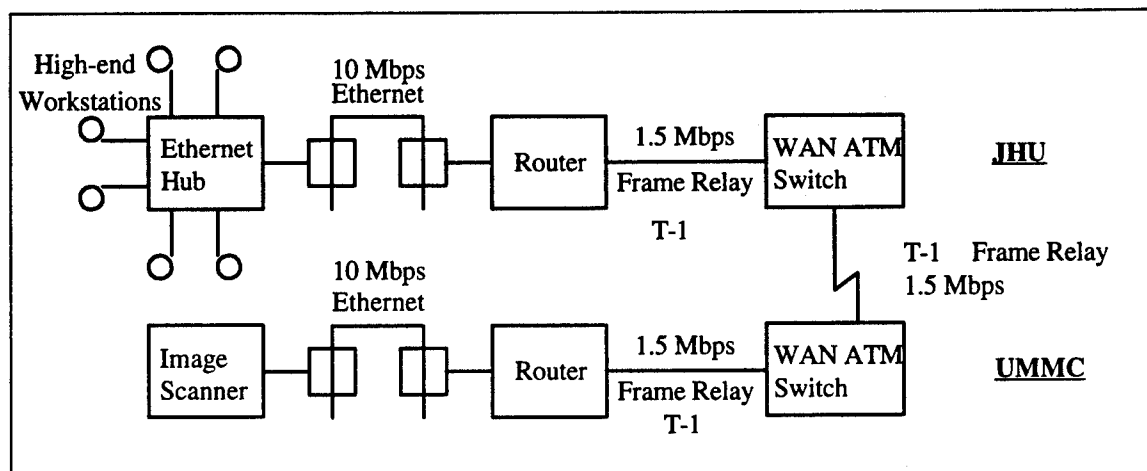 High-end
Workstations
10 Mbps
Ethernet
Ethernet
Hub
Router
1.5 Mbps
Frame Relay
T-1
WAN ATM
Switch
JHU
T-1 Frame Relay
1.5 Mbps
10 Mbps
Ethernet
Image
Scanner
Router
1.5 Mbps
Frame Relay
T-1
WAN ATM
Switch
UMMC